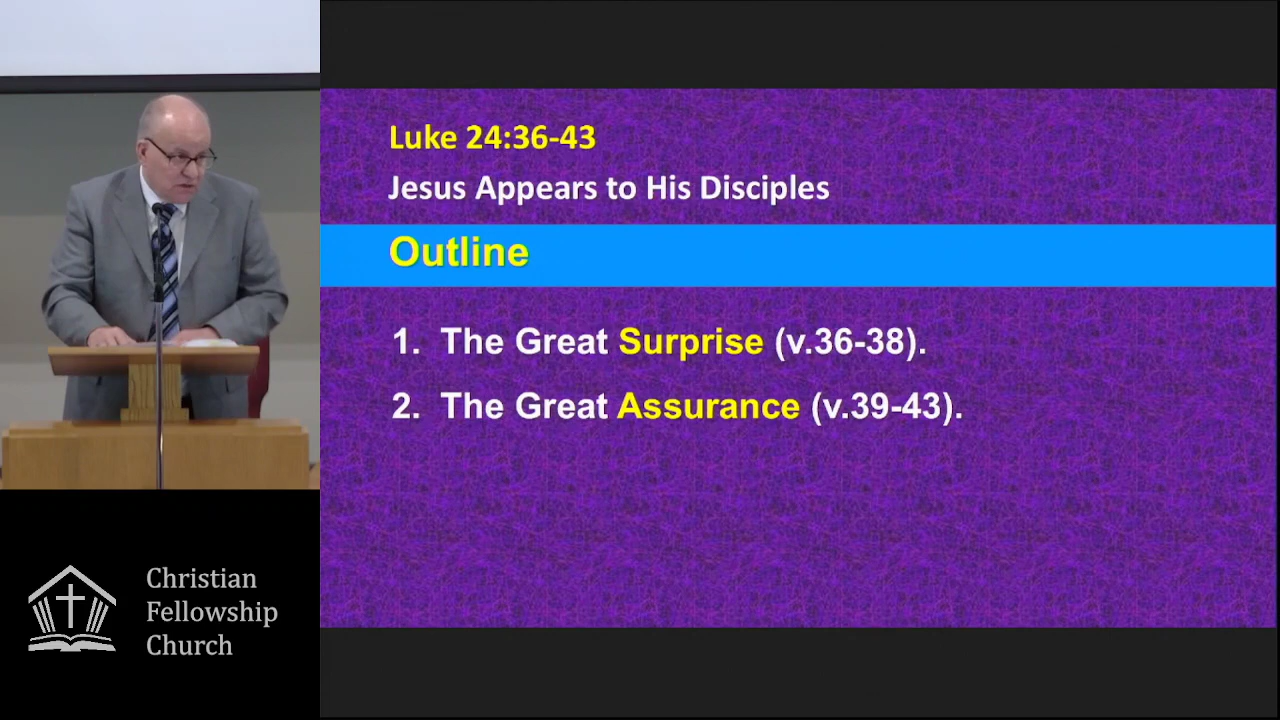 Luke 24:36-43
Jesus Appears to His Disciples
Outline
1. The Great Surprise (v.36-38).
2. The Great Assurance (v.39-43).
Christian
Fellowship
Church